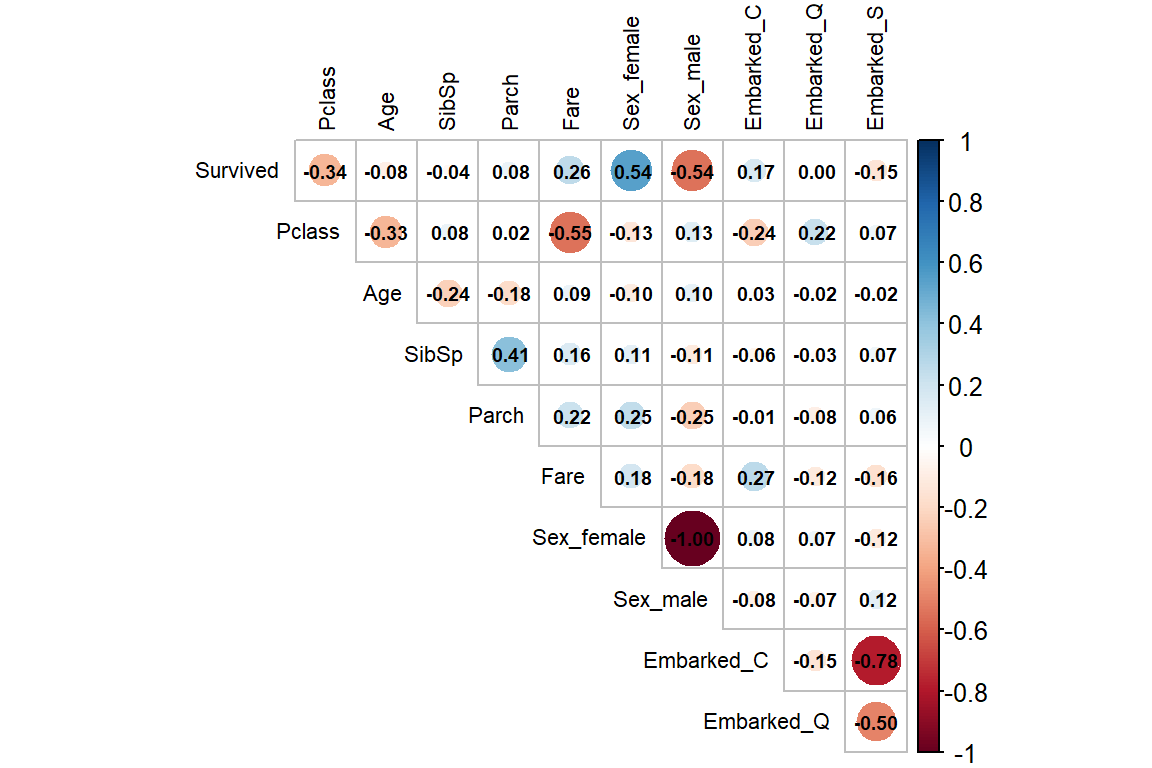 Pclass Age SibSp Parch Fare Sex_female Sex_male Embarked_C Embarked_Q Embarked_S
Survived -0.34 -0.08 -0.04 0.08 0.26 0.54 -0.54 0.17 0.00 -0.15
Pclass -0.33 0.08 0.02 -0.55 -0.13 0.13 -0.24 0.22 0.07
Age -0.24 -0.18 0.09 -0.10 0.10 0.03 -0.02 -0.02
SibSp 0.41 0.16 0.11 -0.11 -0.06 -0.03 0.07
Parch 0.22 0.25 -0.25 -0.01 -0.08 0.06
Fare 0.18 -0.18 0.27 -0.12 -0.16
Sex_female -1.00 0.08 0.07 -0.12
Sex_male -0.08 -0.07 0.12
Embarked_C -0.15 -0.78
Embarked_Q -0.50
1
0.8
0.6
0.4
0.2
0
-0.2
-0.4
-0.6
-0.8
-1